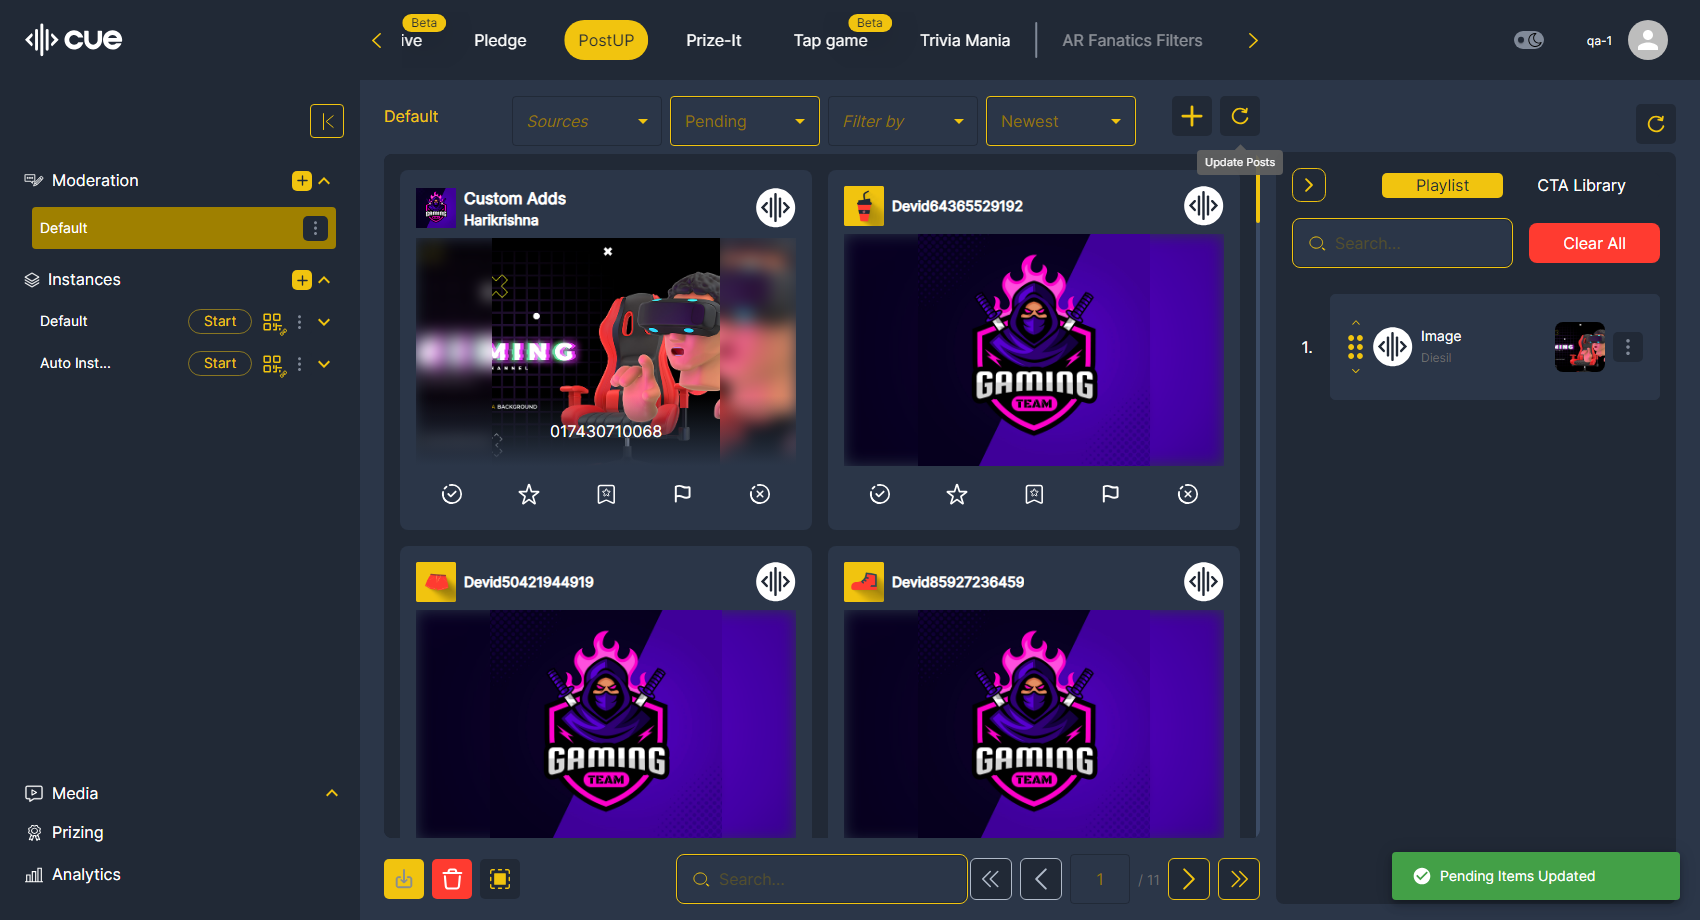 cue
Beta
ive
Pledge
PostUP
Prize-It
Beta
Tap game
Trivia Mania
AR Fanatics Filters
qa-1
Moderation
Default
Instances
Default
Start
Auto Inst...
Start
Media
Prizing
Analytics
Default
Sources
Pending
Filter by
Newest
Update Posts
Custom Adds
Harikrishna
MING
HANNEL
A BACKGROUND
017430710068
Devid64365529192
GAMING
TEAM
Devid50421944919
GAMING
TEAM
Devid85927236459
GAMING
TEAM
Search...
1
/ 11
Playlist
CTA Library
Search...
Clear All
1.
Image
Diesil
Pending Items Updated